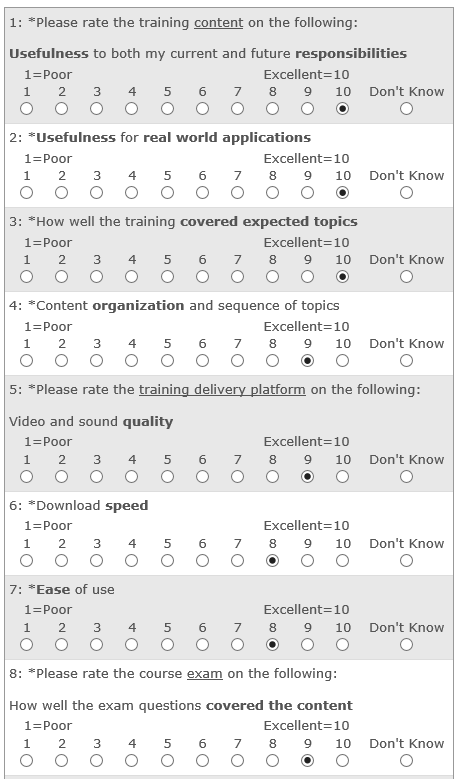 1: *Please rate the training content on the following:
Usefulness to both my current and future responsibilities
1=Poor Excellent=10
1 2 3 4 5 6 7 8 9 10 Don't Know
2: *Usefulness for real world applications
1=Poor Excellent=10
1 2 3 4 5 6 7 8 9 10 Don't Know
3: *How well the training covered expected topics
1=Poor Excellent=10
1 2 3 4 5 6 7 8 9 10 Don't Know
4: *Content organization and sequence of topics
1=Poor Excellent=10
1 2 3 4 5 6 7 8 9 10 Don't Know
5: *Please rate the training delivery platform on the following:
Video and sound quality
1=Poor Excellent=10
1 2 3 4 5 6 7 8 9 10 Don't Know
6: *Download speed
1=Poor Excellent=10
1 2 3 4 5 6 7 8 9 10 Don't Know
7: *Ease of use
1=Poor Excellent=10
1 2 3 4 5 6 7 8 9 10 Don't Know
8: *Please rate the course exam on the following:
How well the exam questions covered the content
1=Poor Excellent=10
1 2 3 4 5 6 7 8 9 10 Don't Know